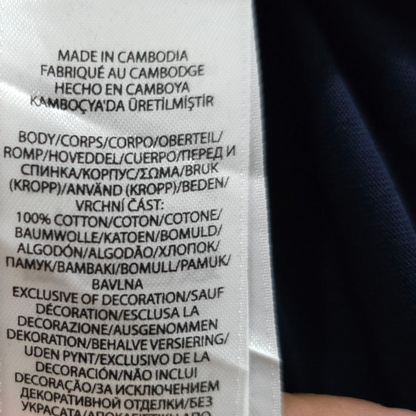 MADE IN CAMBODIA
FABRIQUÉ AU CAMBODGE
HECHO EN CAMBOYA
KAMBOÇYA'DA ÜRETİLMİŞTİR
BODY/CORPS/CORPO/OBERTEIL/
ROMP/HOVEDDEL/CUERPO/ПЕРЕД И
СПИНКА/КОРПУС/ΣΩΜΑ/BRUK
(KROPP)/ANVÄND (KROPP)/BEDEN/
VRCHNÍ ČÁST:
100% COTTON/COTON/COTONE/
BAUMWOLLE/KATOEN/BOMULD/
ALGODÓN/ALGODÃO/ХЛОПОК/
ПАМУК/ΒΑΜΒΑΚΙ/BOMULL/PAMUK/
BAVLNA
EXCLUSIVE OF DECORATION/SAUF
DÉCORATION/ESCLUSA LA
DECORAZIONE/AUSGENOMMEN
DEKORATION/BEHALVE VERSIERING/
UDEN PYNT/EXCLUSIVO DE LA
DECORACIÓN/NÃO INCLUI
DECORAÇÃO/ЗА ИСКЛЮЧЕНИЕМ
ДЕКОРАТИВНОЙ ОТДЕЛКИ/БЕЗ